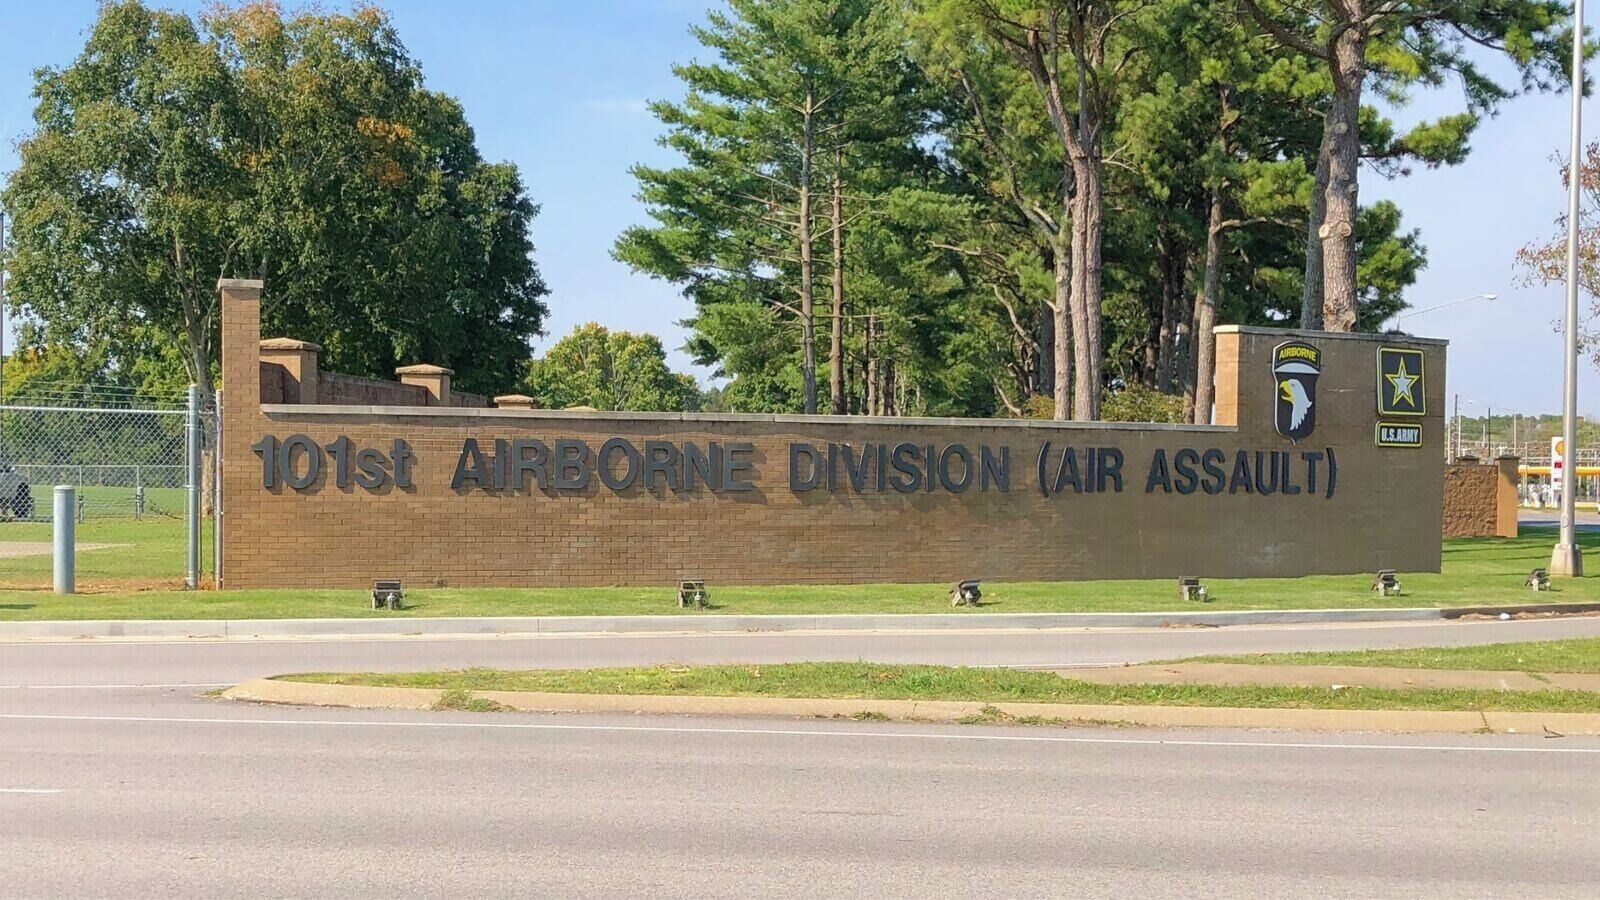 101st AIRBORNE DIVISION (AIR ASSAULT)
AIRBORNE
U.S.ARMY